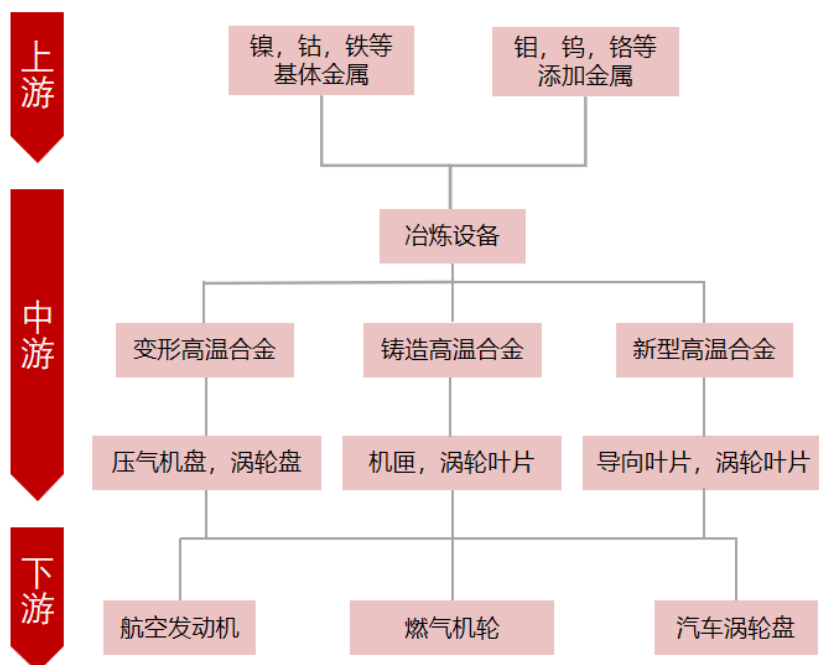 上游
镍，钴，铁等
基体金属
钼，钨，铬等
添加金属
中游
冶炼设备
变形高温合金
铸造高温合金
新型高温合金
压气机盘，涡轮盘
机匣，涡轮叶片
导向叶片，涡轮叶片
下游
航空发动机
燃气机轮
汽车涡轮盘